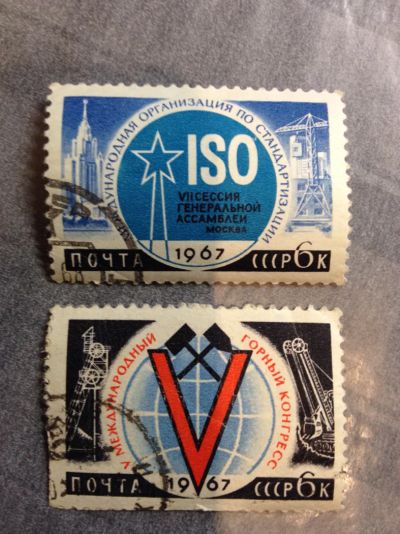 МЕЖДУНАРОДНАЯ ОРГАНИЗАЦИЯ ПО СТАНДАРТИЗАЦИИ
ISO
VII СЕССИЯ
ГЕНЕРАЛЬНОЙ
АССАМБЛЕИ
МОСКВА
ПОЧТА 1967 СССР 6К
V МЕЖДУНАРОДНЫЙ ГОРНЫЙ КОНГРЕСС
V
ПОЧТА 1967 СССР 6К